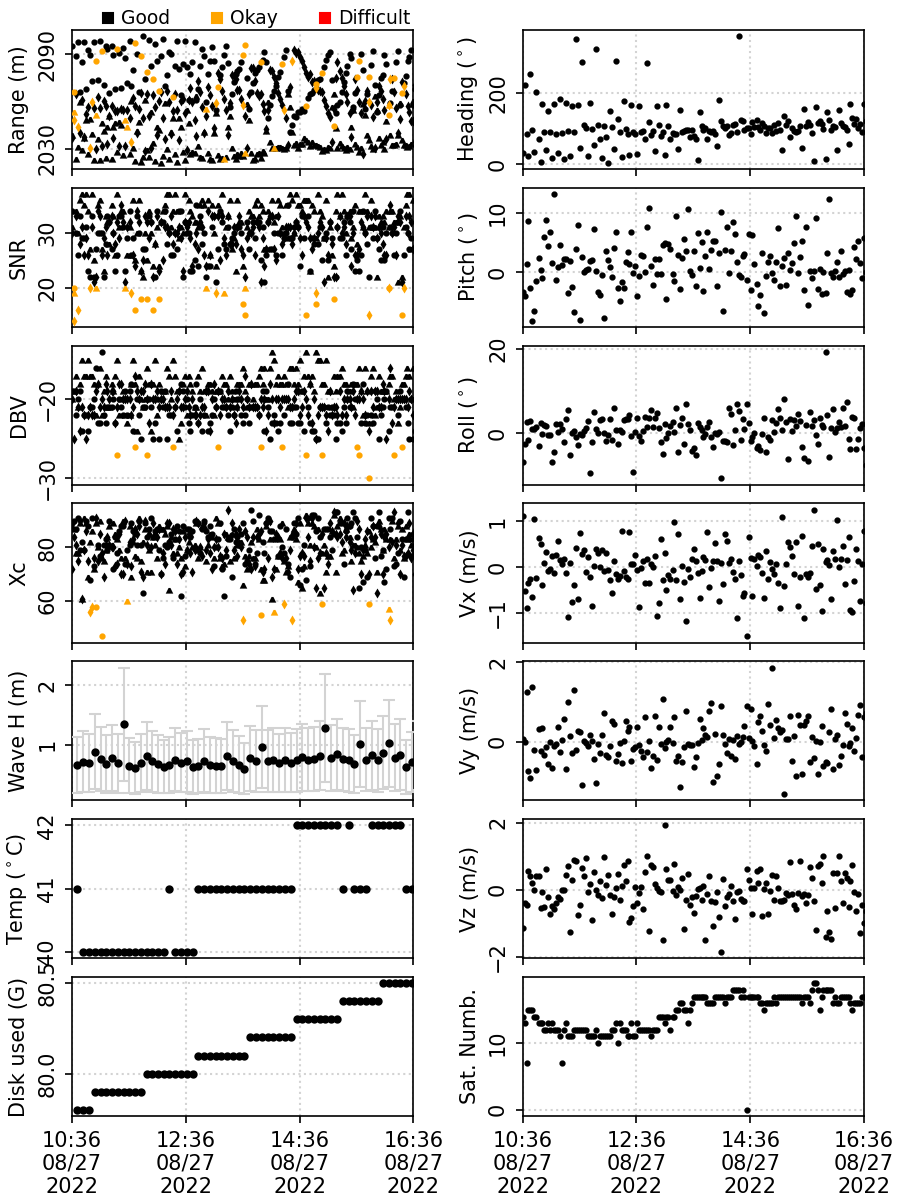 Good Okay Difficult
Range (m)
2090
2030
Heading (°)
200
0
SNR
30
20
Pitch (°)
10
0
DBV
−20
−30
Roll (°)
20
0
Xc
80
60
Vx (m/s)
1
0
−1
Wave H (m)
2
1
Vy (m/s)
2
0
Temp (°C)
42
41
40
Vz (m/s)
2
0
−2
Disk used (G)
80.5
80.0
Sat. Numb.
10
0
10:36 12:36 14:36 16:36
08/27 08/27 08/27 08/27
2022 2022 2022 2022
10:36 12:36 14:36 16:36
08/27 08/27 08/27 08/27
2022 2022 2022 2022